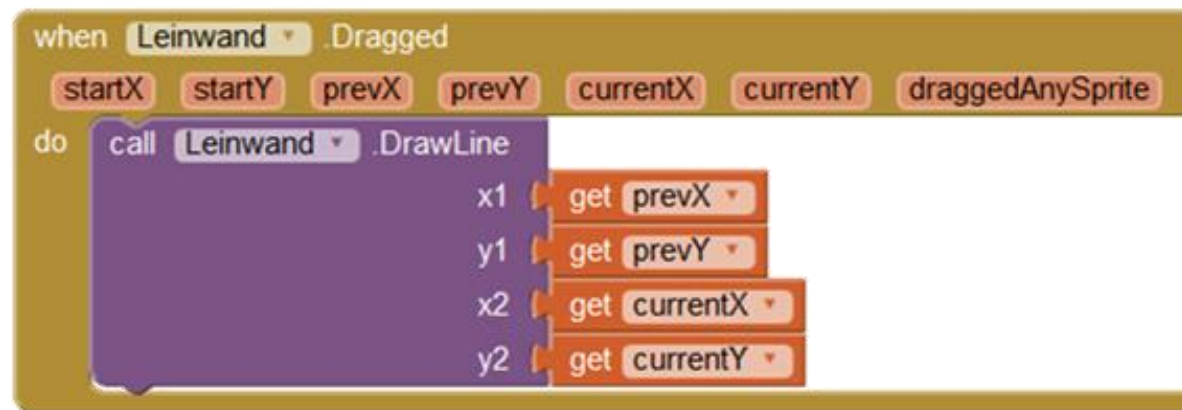 when Leinwand .Dragged
startX startY prevX prevY currentX currentY draggedAnySprite
do call Leinwand .DrawLine
x1 get prevX
y1 get prevY
x2 get currentX
y2 get currentY